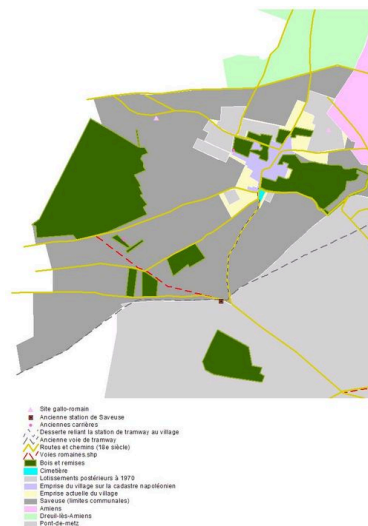 Site gallo-romain
Ancienne station de Saveuse
Anciennes carrières
Desserte reliant la station de tramway au village
Ancienne voie de tramway
Routes et chemins (18e siècle)
Voies romaines.shp
Bois et remises
Cimetière
Lotissements postérieurs à 1970
Emprise du village sur la cadastre napoléonien
Emprise actuelle du village
Saveuse (limites communales)
Amiens
Dreuil-lès-Amiens
Pont-de-metz